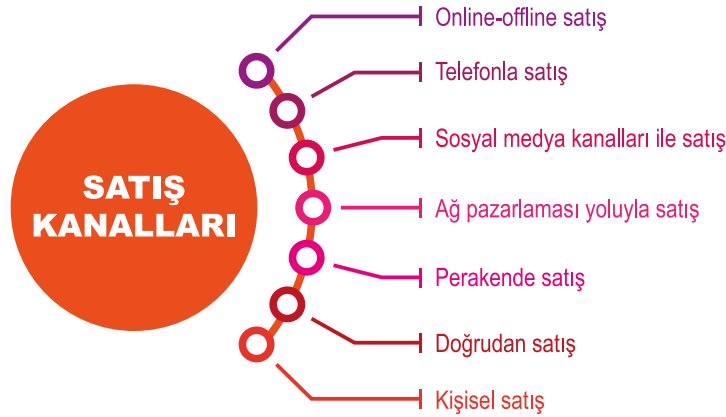 SATIŞ
KANALLARI
Online-offline satış
Telefonla satış
Sosyal medya kanalları ile satış
Ağ pazarlaması yoluyla satış
Perakende satış
Doğrudan satış
Kişisel satış